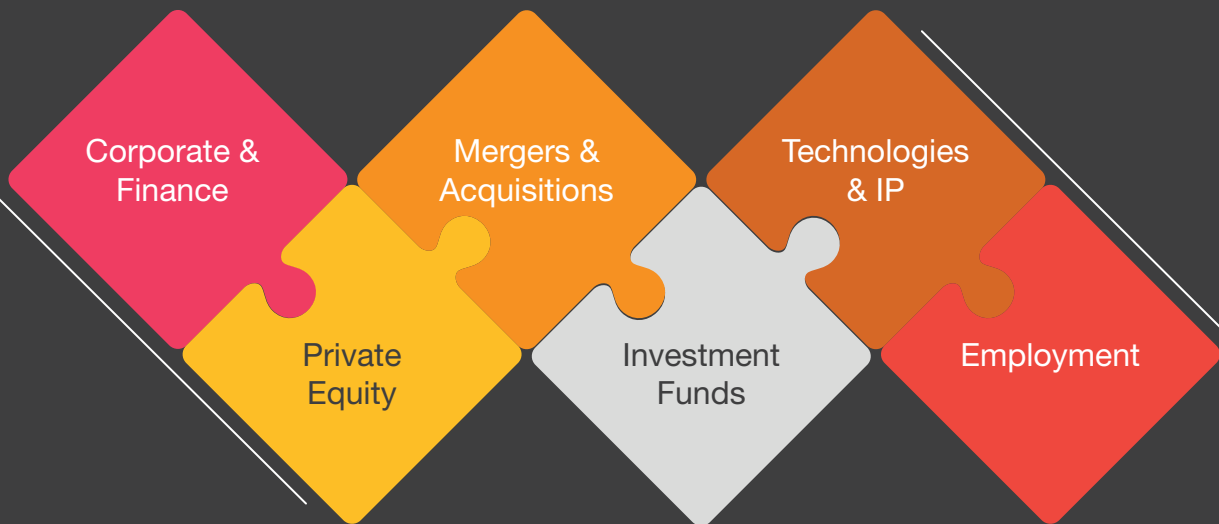 Corporate &
Finance
Mergers &
Acquisitions
Technologies
& IP
Private
Equity
Investment
Funds
Employment